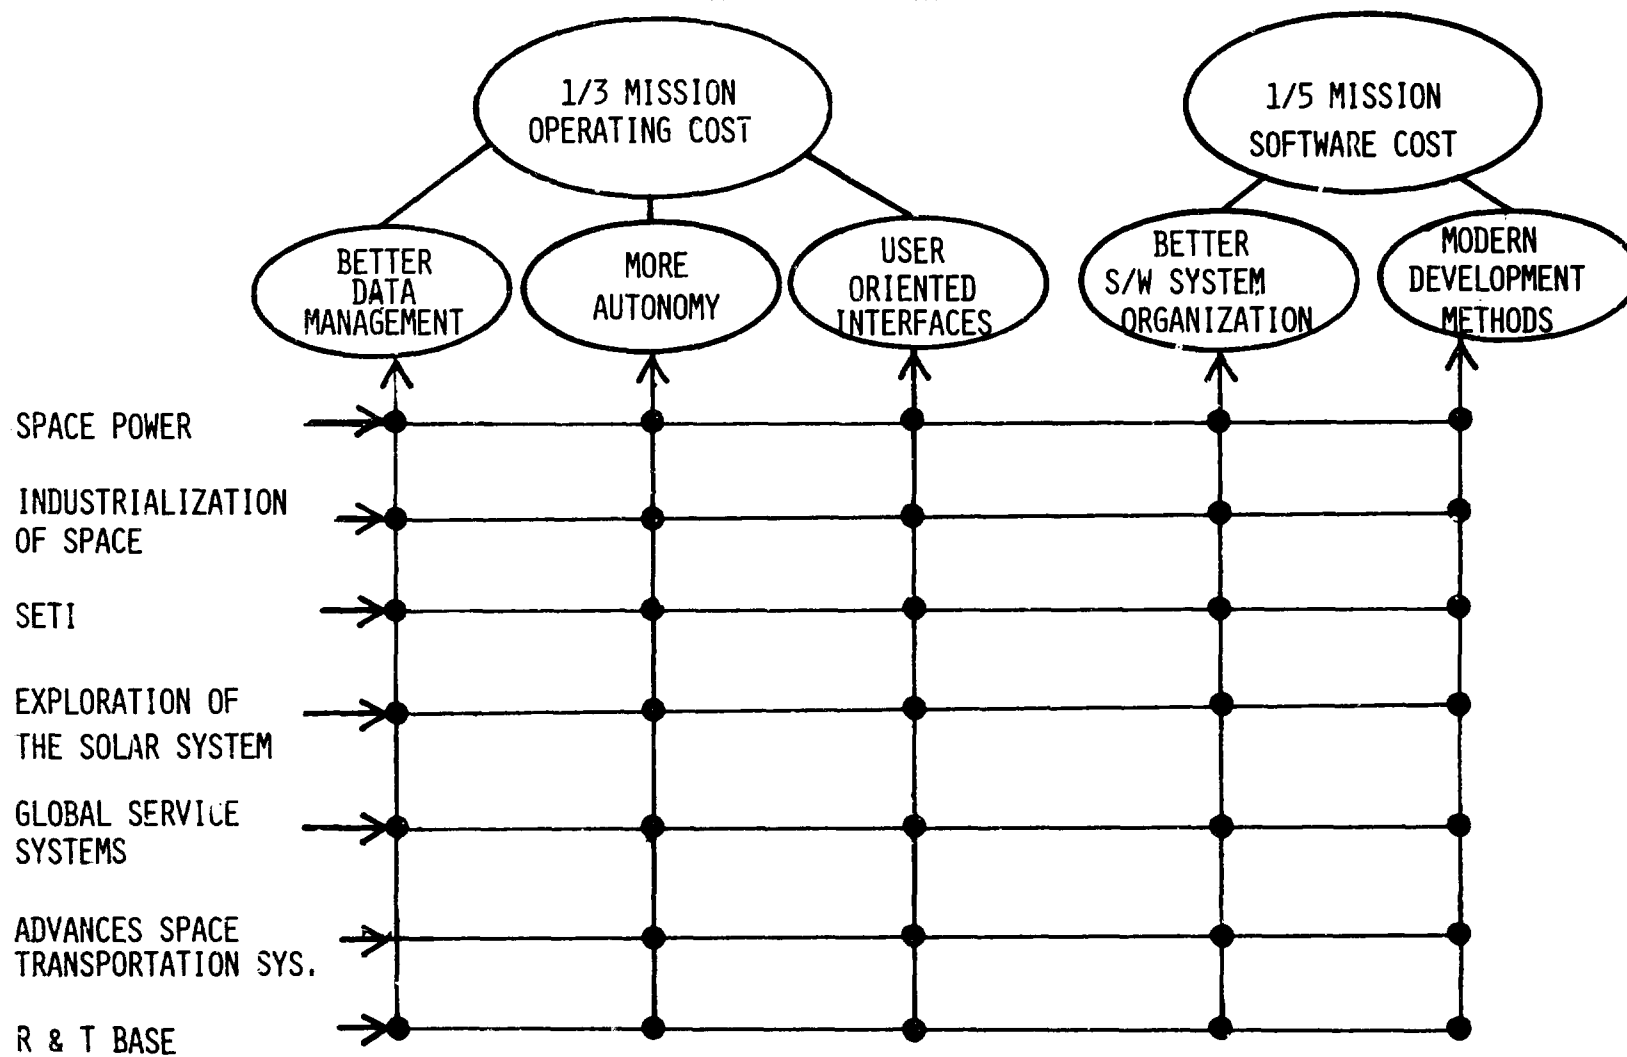 1/3 MISSION
OPERATING COST
1/5 MISSION
SOFTWARE COST
BETTER
DATA
MANAGEMENT
MORE
AUTONOMY
USER
ORIENTED
INTERFACES
BETTER
S/W SYSTEM
ORGANIZATION
MODERN
DEVELOPMENT
METHODS
SPACE POWER
INDUSTRIALIZATION
OF SPACE
SETI
EXPLORATION OF
THE SOLAR SYSTEM
GLOBAL SERVICE
SYSTEMS
ADVANCES SPACE
TRANSPORTATION SYS.
R & T BASE